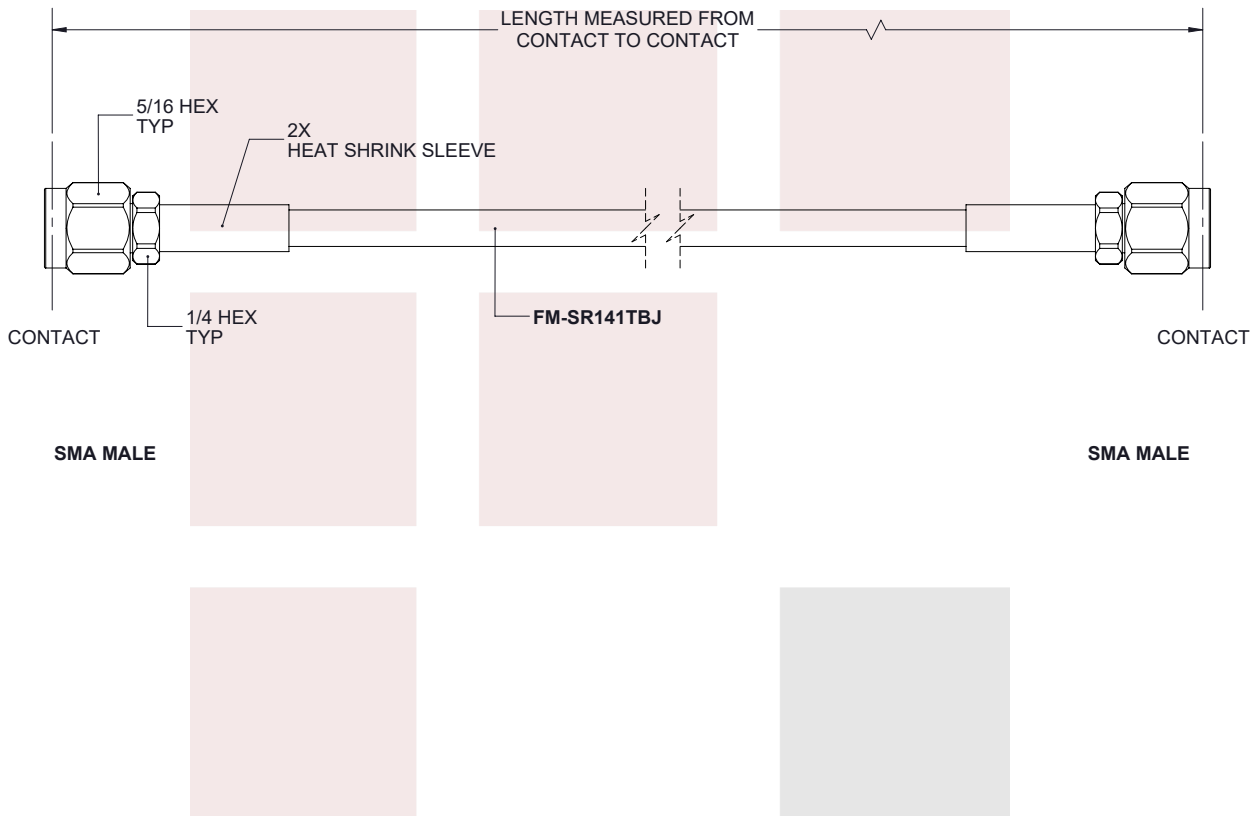 LENGTH MEASURED FROM
CONTACT TO CONTACT
5/16 HEX
TYP
2X
HEAT SHRINK SLEEVE
1/4 HEX
TYP
FM-SR141TBJ
CONTACT
CONTACT
SMA MALE
SMA MALE